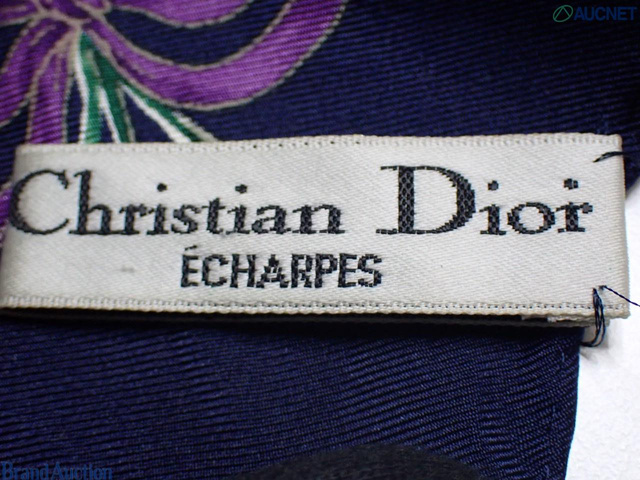 AUCNET
Christian Dior
ÉCHARPES
Brand Auction